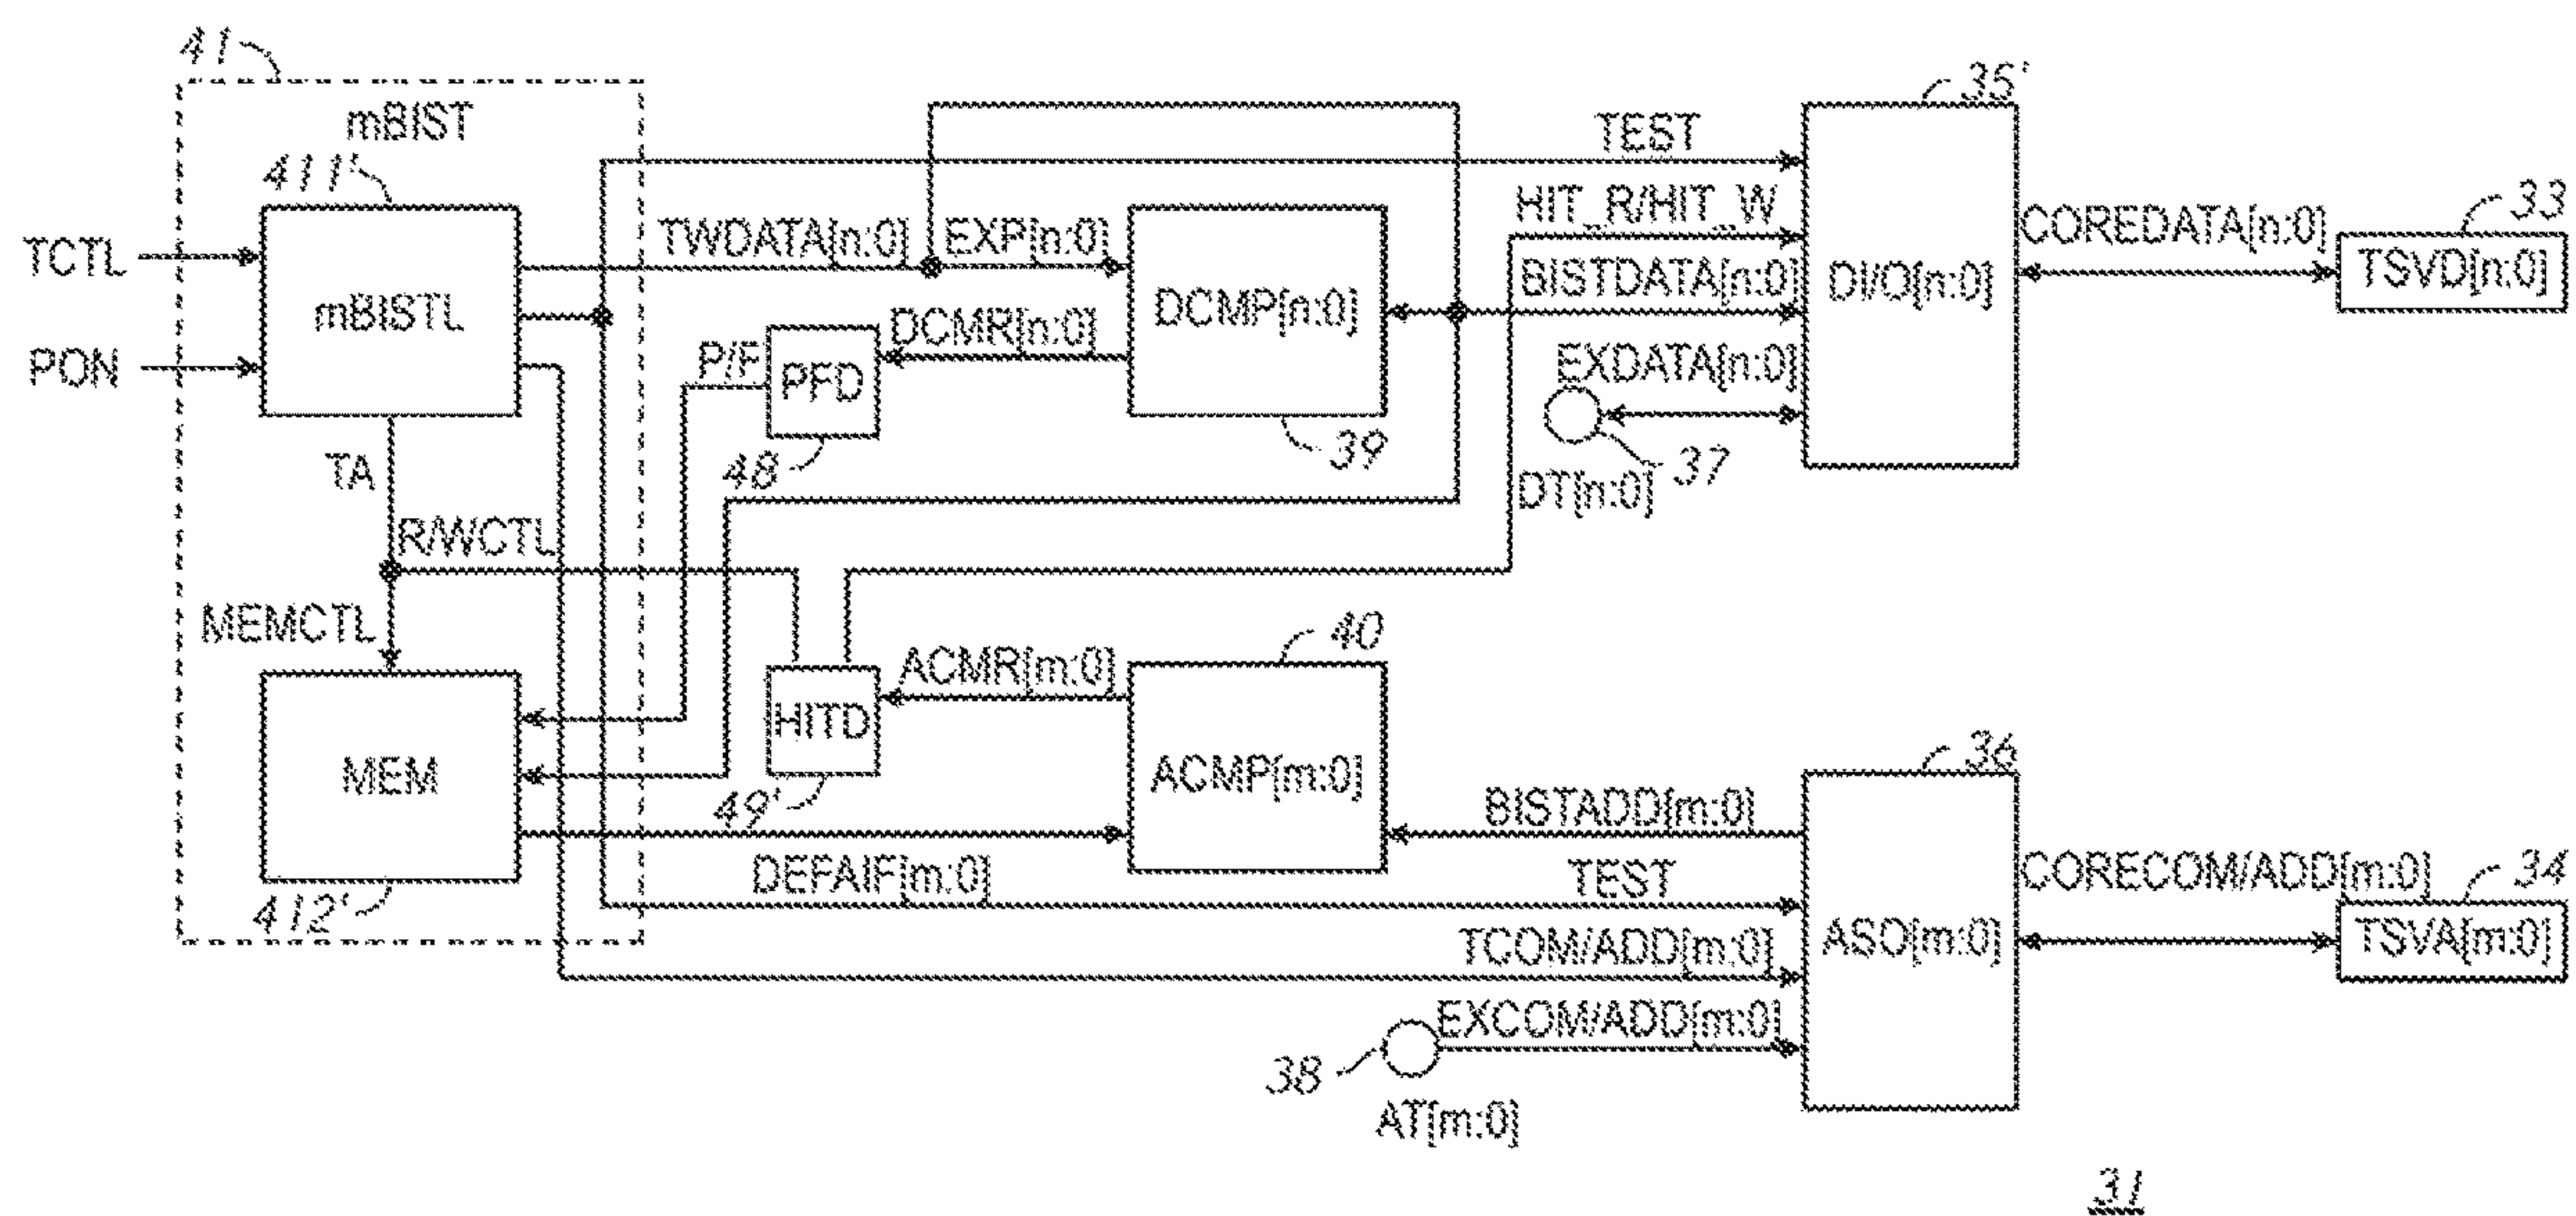 41
mBIST
411'
TCTL
PON
mBISTL
TA
R/WCTL
MEMCTL
MEM
412'
TWDATA[n:0]
EXP[n:0]
DCMR[n:0]
P/F
PFD
48
DCMP[n:0]
39
HITD
49'
ACMR[m:0]
ACMP[m:0]
40
DEFAIF[m:0]
TEST
HIT_R/HIT_W
BISTDATA[n:0]
EXDATA[n:0]
37
DT[n:0]
35'
DI/O[n:0]
COREDATA[n:0]
33
TSVD[n:0]
BISTADD[m:0]
TEST
TCOM/ADD[m:0]
EXCOM/ADD[m:0]
38
AT[m:0]
36
ASO[m:0]
CORECOM/ADD[m:0]
34
TSVA[m:0]
31